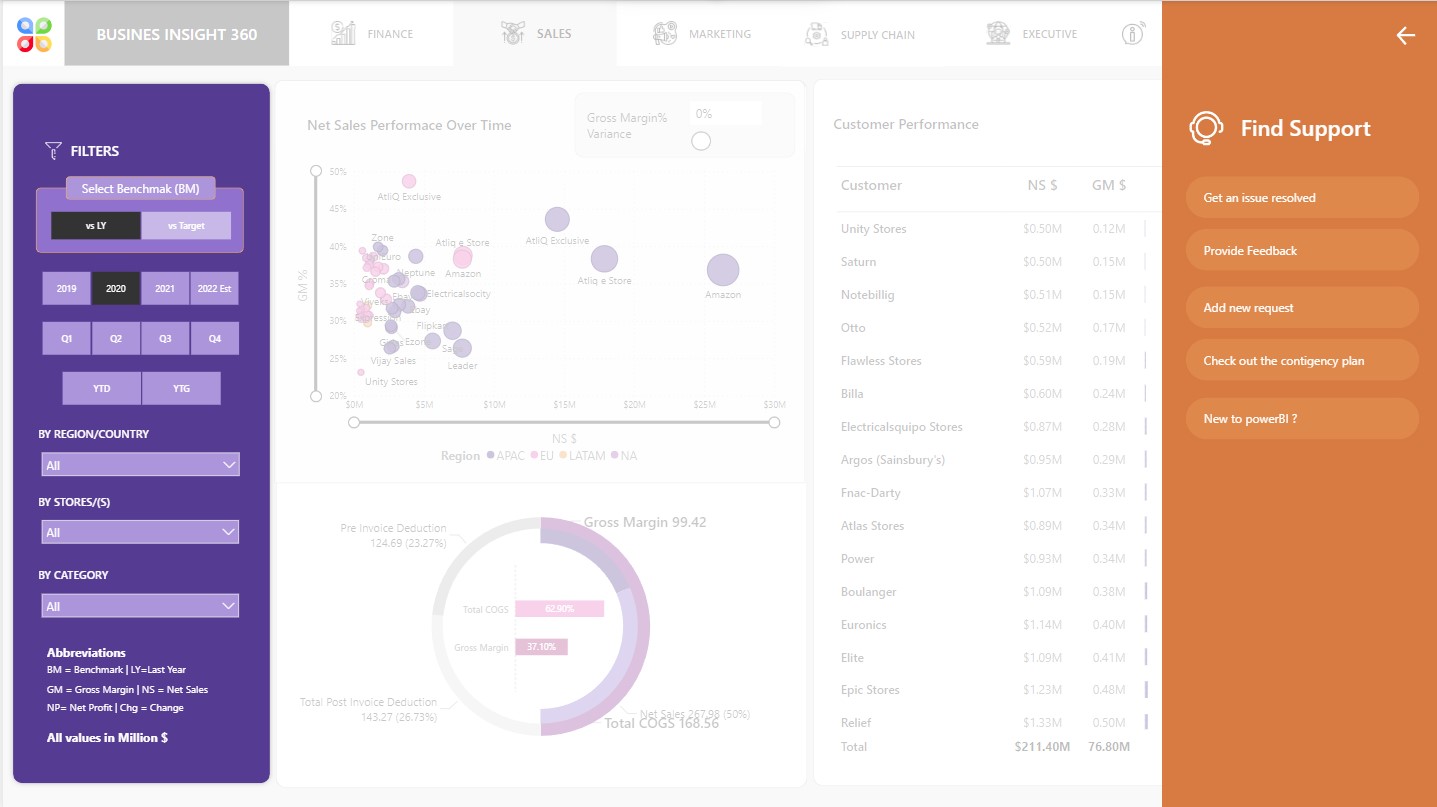 BUSINES INSIGHT 360
FINANCE
SALES
MARKETING
SUPPLY CHAIN
EXECUTIVE
FILTERS
Select Benchmak (BM)
vs LY
vs Target
2019
2020
2021
2022 Est
Q1
Q2
Q3
Q4
YTD
YTG
BY REGION/COUNTRY
All
BY STORES/(S)
All
BY CATEGORY
All
Abbreviations
BM = Benchmark | LY=Last Year
GM = Gross Margin | NS = Net Sales
NP= Net Profit | Chg = Change
All values in Million $
Net Sales Performace Over Time
Gross Margin%
Variance
0%
50%
45%
40%
35%
30%
25%
20%
GM %
AtliQ Exclusive
AtliQ Exclusive
Zone
Atliq e Store
Amazon
Atliq e Store
Amazon
Neptune
Electricalsocity
Ebay
Vijay Sales
Leader
Unity Stores
$0M
$5M
$10M
$15M
$20M
$25M
$30M
NS $
Region
APAC
EU
LATAM
NA
Pre Invoice Deduction
124.69 (23.27%)
Gross Margin 99.42
Total COGS
62.90%
Gross Margin
37.10%
Total Post Invoice Deduction
143.27 (26.73%)
Net Sales 267.98 (50%)
Total COGS 168.56
Customer Performance
Customer NS $ GM $
Unity Stores $0.50M 0.12M
Saturn $0.50M 0.15M
Notebillig $0.51M 0.15M
Otto $0.52M 0.17M
Flawless Stores $0.59M 0.19M
Billa $0.60M 0.24M
Electricalsquipo Stores $0.87M 0.28M
Argos (Sainsbury's) $0.95M 0.29M
Fnac-Darty $1.07M 0.33M
Atlas Stores $0.89M 0.34M
Power $0.93M 0.34M
Boulanger $1.09M 0.38M
Euronics $1.14M 0.40M
Elite $1.09M 0.41M
Epic Stores $1.23M 0.48M
Relief $1.33M 0.50M
Total $211.40M 76.80M
Find Support
Get an issue resolved
Provide Feedback
Add new request
Check out the contigency plan
New to powerBI ?